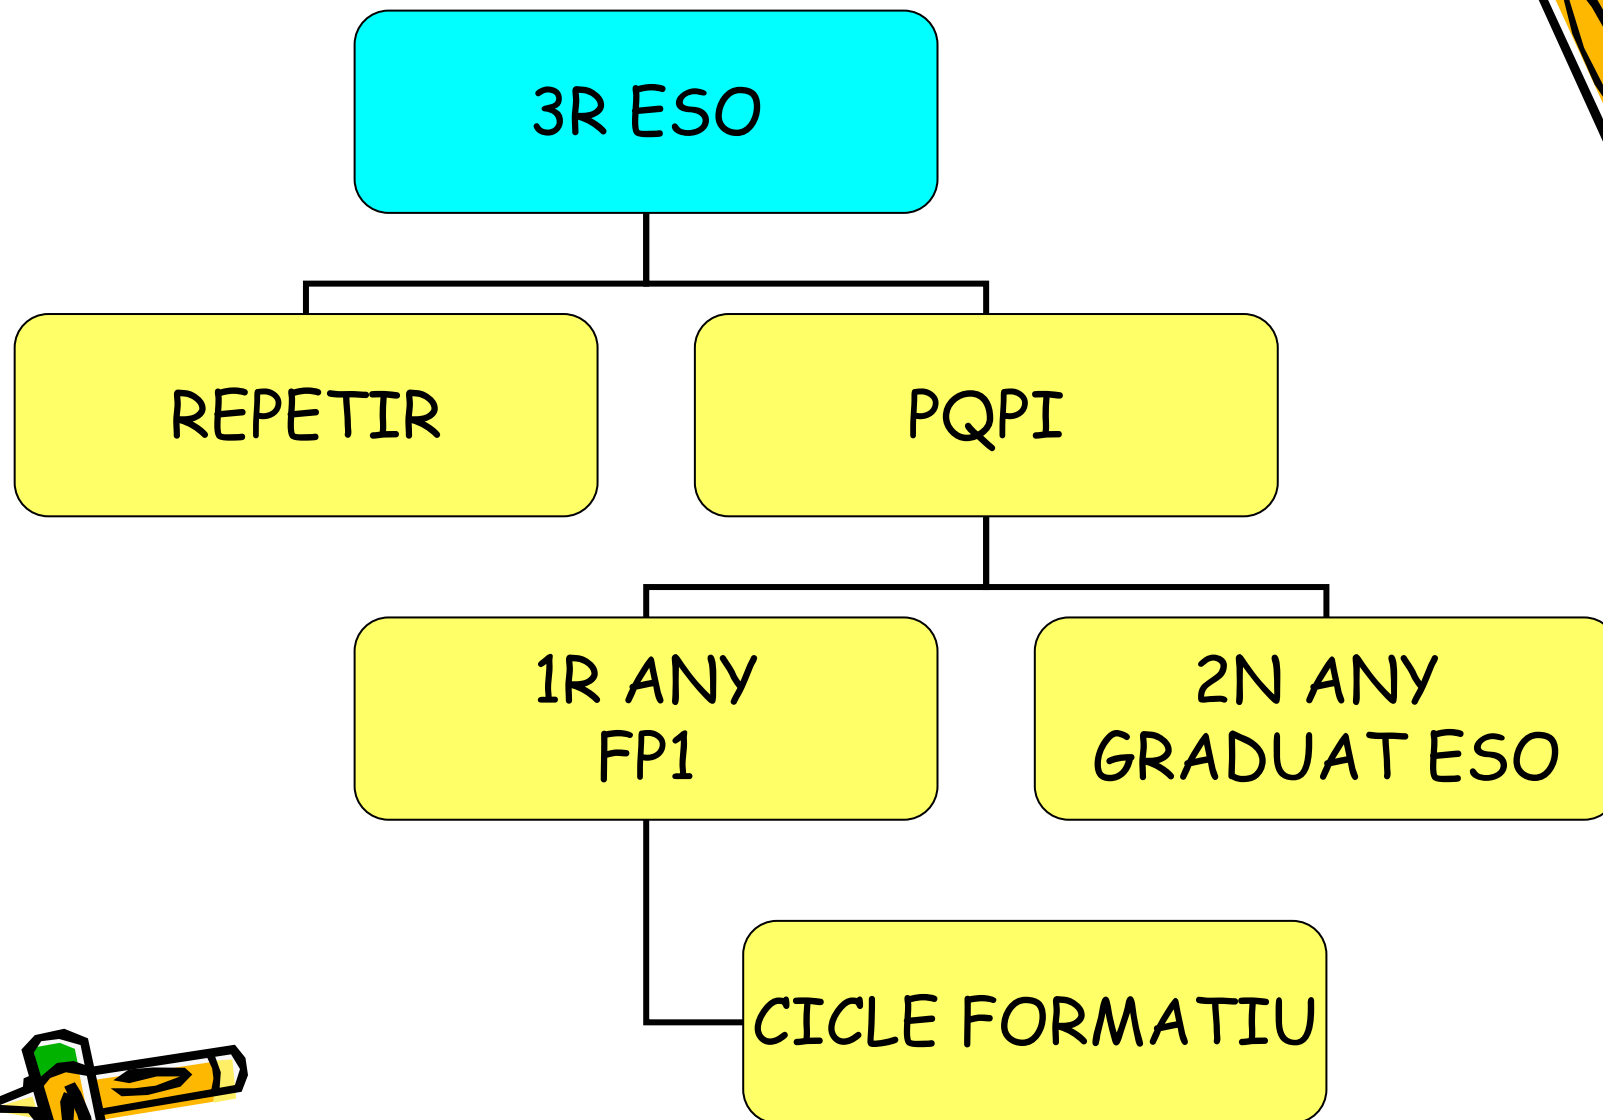 3R ESO
REPETIR
PQPI
1R ANY
FP1
2N ANY
GRADUAT ESO
CICLE FORMATIU